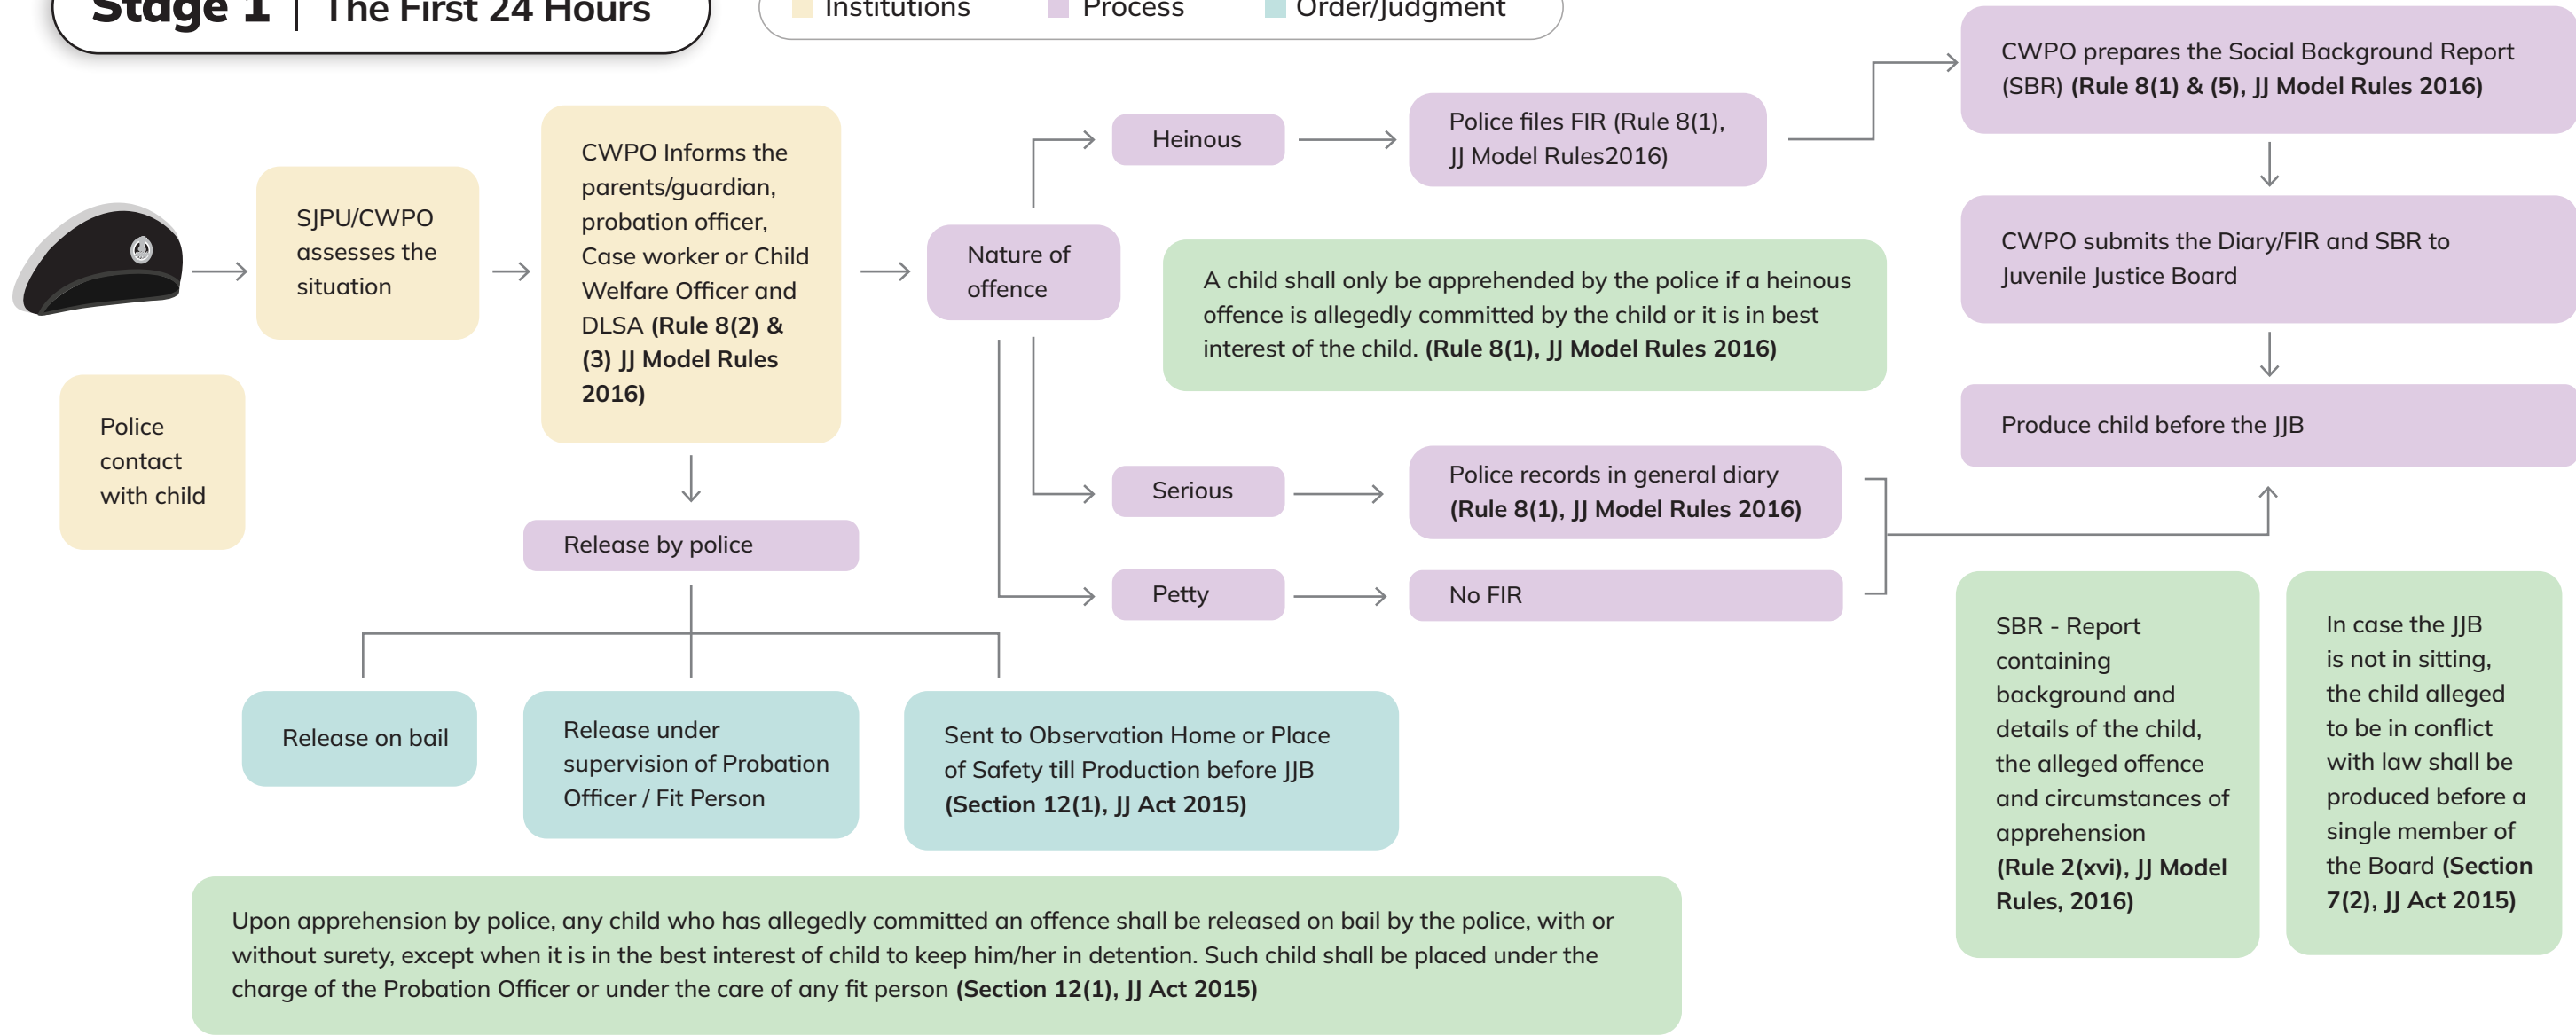 Stage 1 | The First 24 Hours
Institutions
Process
Order/Judgment
Police
contact
with child
SJPU/CWPO
assesses the
situation
CWPO Informs the
parents/guardian,
probation officer,
Case worker or Child
Welfare Officer and
DLSA (Rule 8(2) &
(3) JJ Model Rules
2016)
Nature of
offence
Heinous
Police files FIR (Rule 8(1),
JJ Model Rules2016)
CWPO prepares the Social Background Report
(SBR) (Rule 8(1) & (5), JJ Model Rules 2016)
CWPO submits the Diary/FIR and SBR to
Juvenile Justice Board
Produce child before the JJB
A child shall only be apprehended by the police if a heinous
offence is allegedly committed by the child or it is in best
interest of the child. (Rule 8(1), JJ Model Rules 2016)
Serious
Police records in general diary
(Rule 8(1), JJ Model Rules 2016)
Petty
No FIR
Release by police
Release on bail
Release under
supervision of Probation
Officer / Fit Person
Sent to Observation Home or Place
of Safety till Production before JJB
(Section 12(1), JJ Act 2015)
SBR - Report
containing
background and
details of the child,
the alleged offence
and circumstances of
apprehension
(Rule 2(xvi), JJ Model
Rules, 2016)
In case the JJB
is not in sitting,
the child alleged
to be in conflict
with law shall be
produced before a
single member of
the Board (Section
7(2), JJ Act 2015)
Upon apprehension by police, any child who has allegedly committed an offence shall be released on bail by the police, with or
without surety, except when it is in the best interest of child to keep him/her in detention. Such child shall be placed under the
charge of the Probation Officer or under the care of any fit person (Section 12(1), JJ Act 2015)